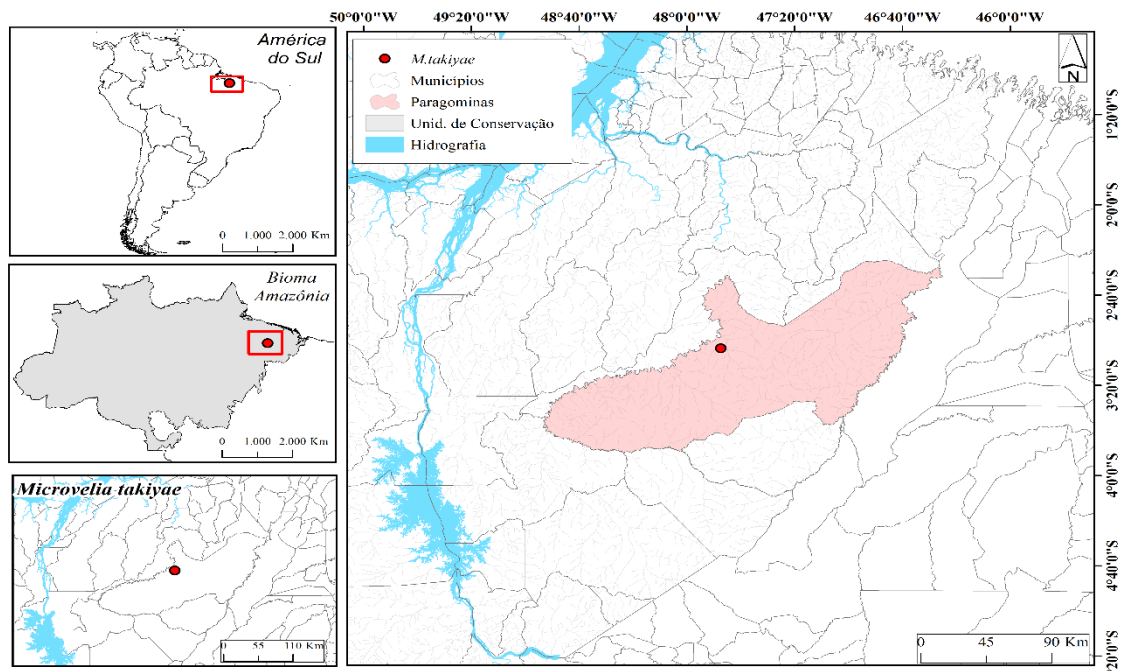 América
do Sul
0 1.000 2.000 Km
Bioma
Amazônia
0 1.000 2.000 Km
Microvelia takiyae
0 55 110 Km
50°0'0"W 49°20'0"W 48°40'0"W 48°0'0"W 47°20'0"W 46°40'0"W 46°0'0"W
M.takiyae
Municípios
Paragominas
Unid. de Conservação
Hidrografia
N
1°20'0"S
2°0'0"S
2°40'0"S
3°20'0"S
4°0'0"S
4°40'0"S
20'0"S
0 45 90 Km